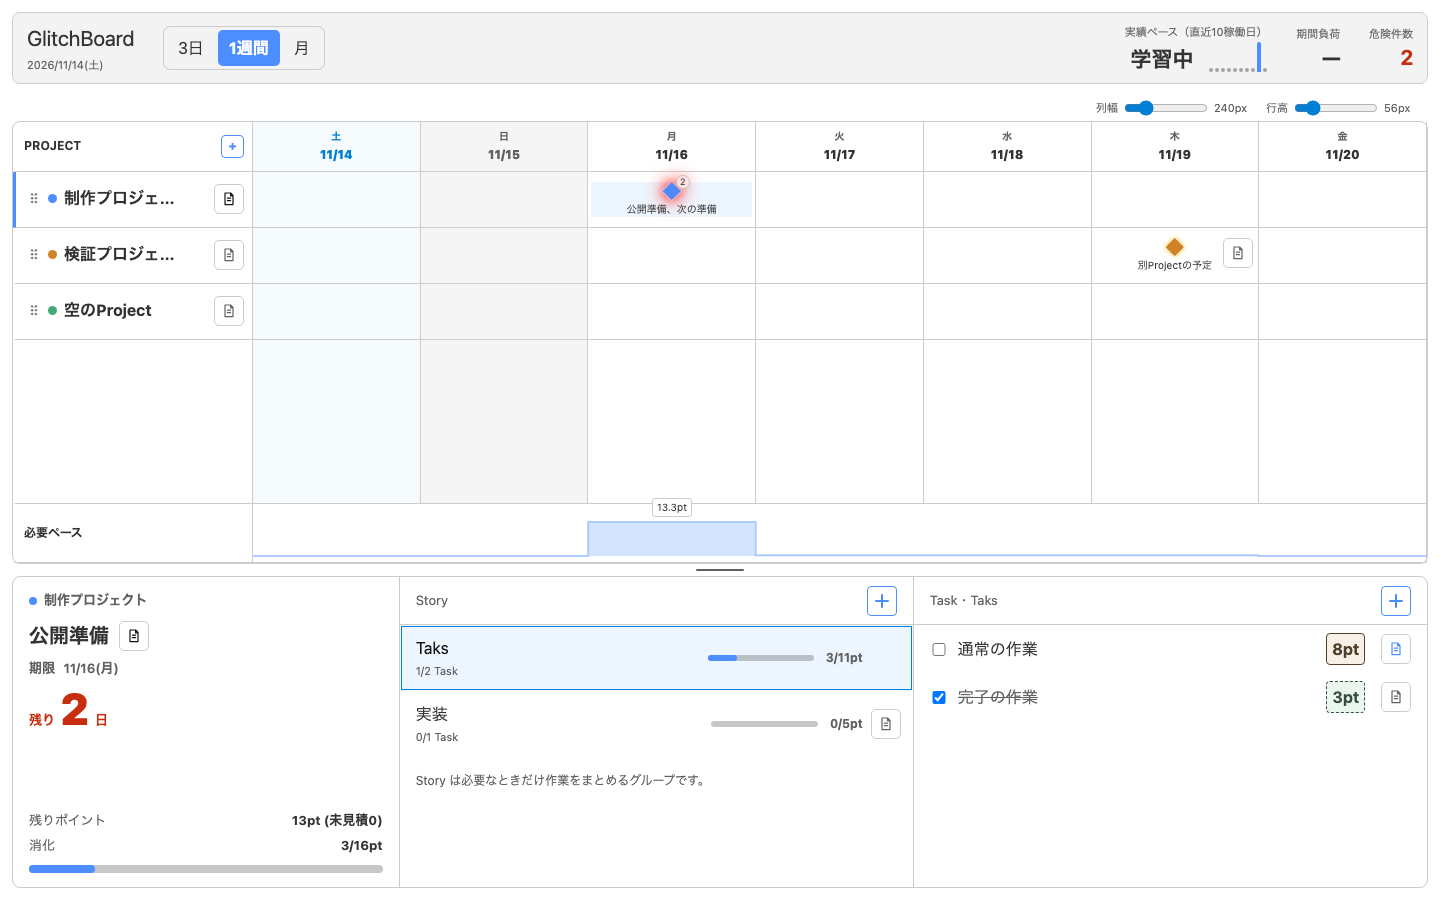 GlitchBoard
2026/11/14(土)
3日 1週間 月
実績ペース（直近10稼働日）
学習中
期間負荷
—
危険件数
2
列幅 240px 行高 56px
PROJECT +
土 日 月 火 水 木 金
11/14 11/15 11/16 11/17 11/18 11/19 11/20
制作プロジェ...
2
公開準備、次の準備
検証プロジェ...
別Projectの予定
空のProject
13.3pt
必要ペース
制作プロジェクト
公開準備
期限 11/16(月)
残り 2 日
残りポイント 13pt (未見積0)
消化 3/16pt
Story +
Taks
1/2 Task
3/11pt
実装
0/1 Task
0/5pt
Story は必要なときだけ作業をまとめるグループです。
Task・Taks +
通常の作業 8pt
完了の作業 3pt